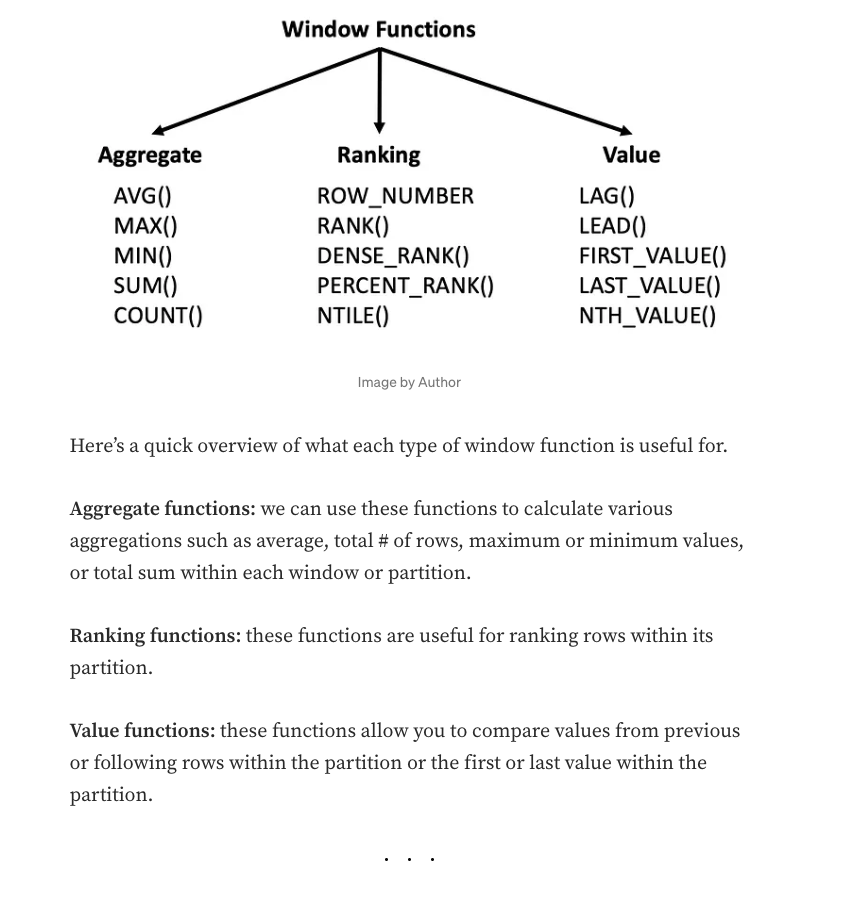 Window Functions
Aggregate
Ranking
Value
AVG()
ROW_NUMBER
LAG()
MAX()
RANK()
LEAD()
MIN()
DENSE_RANK()
FIRST_VALUE()
SUM()
PERCENT_RANK()
LAST_VALUE()
COUNT()
NTILE()
NTH_VALUE()
Image by Author
Here’s a quick overview of what each type of window function is useful for.
Aggregate functions: we can use these functions to calculate various
aggregations such as average, total # of rows, maximum or minimum values,
or total sum within each window or partition.
Ranking functions: these functions are useful for ranking rows within its
partition.
Value functions: these functions allow you to compare values from previous
or following rows within the partition or the first or last value within the
partition.
. . .